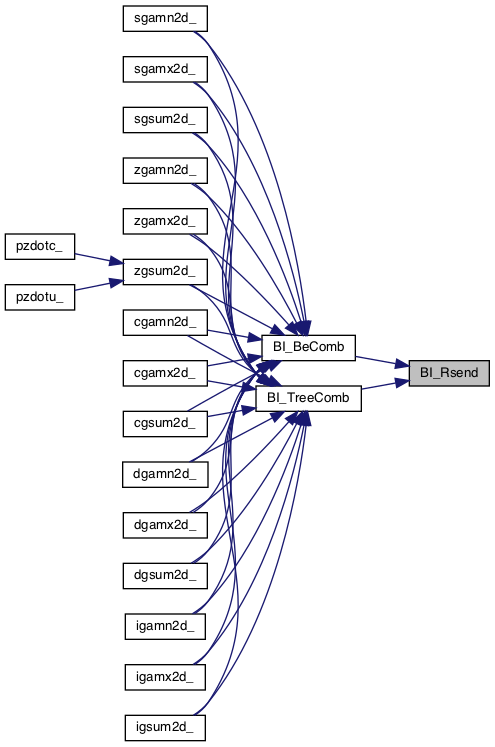 sgamn2d_
sgamx2d_
sgsum2d_
zgamn2d_
zgamx2d_
pzdotc_
zgsum2d_
pzdotu_
cgamn2d_
BI_BeComb
cgamx2d_
BI_Rsend
BI_TreeComb
cgsum2d_
dgamn2d_
dgamx2d_
dgsum2d_
igamn2d_
igamx2d_
igsum2d_